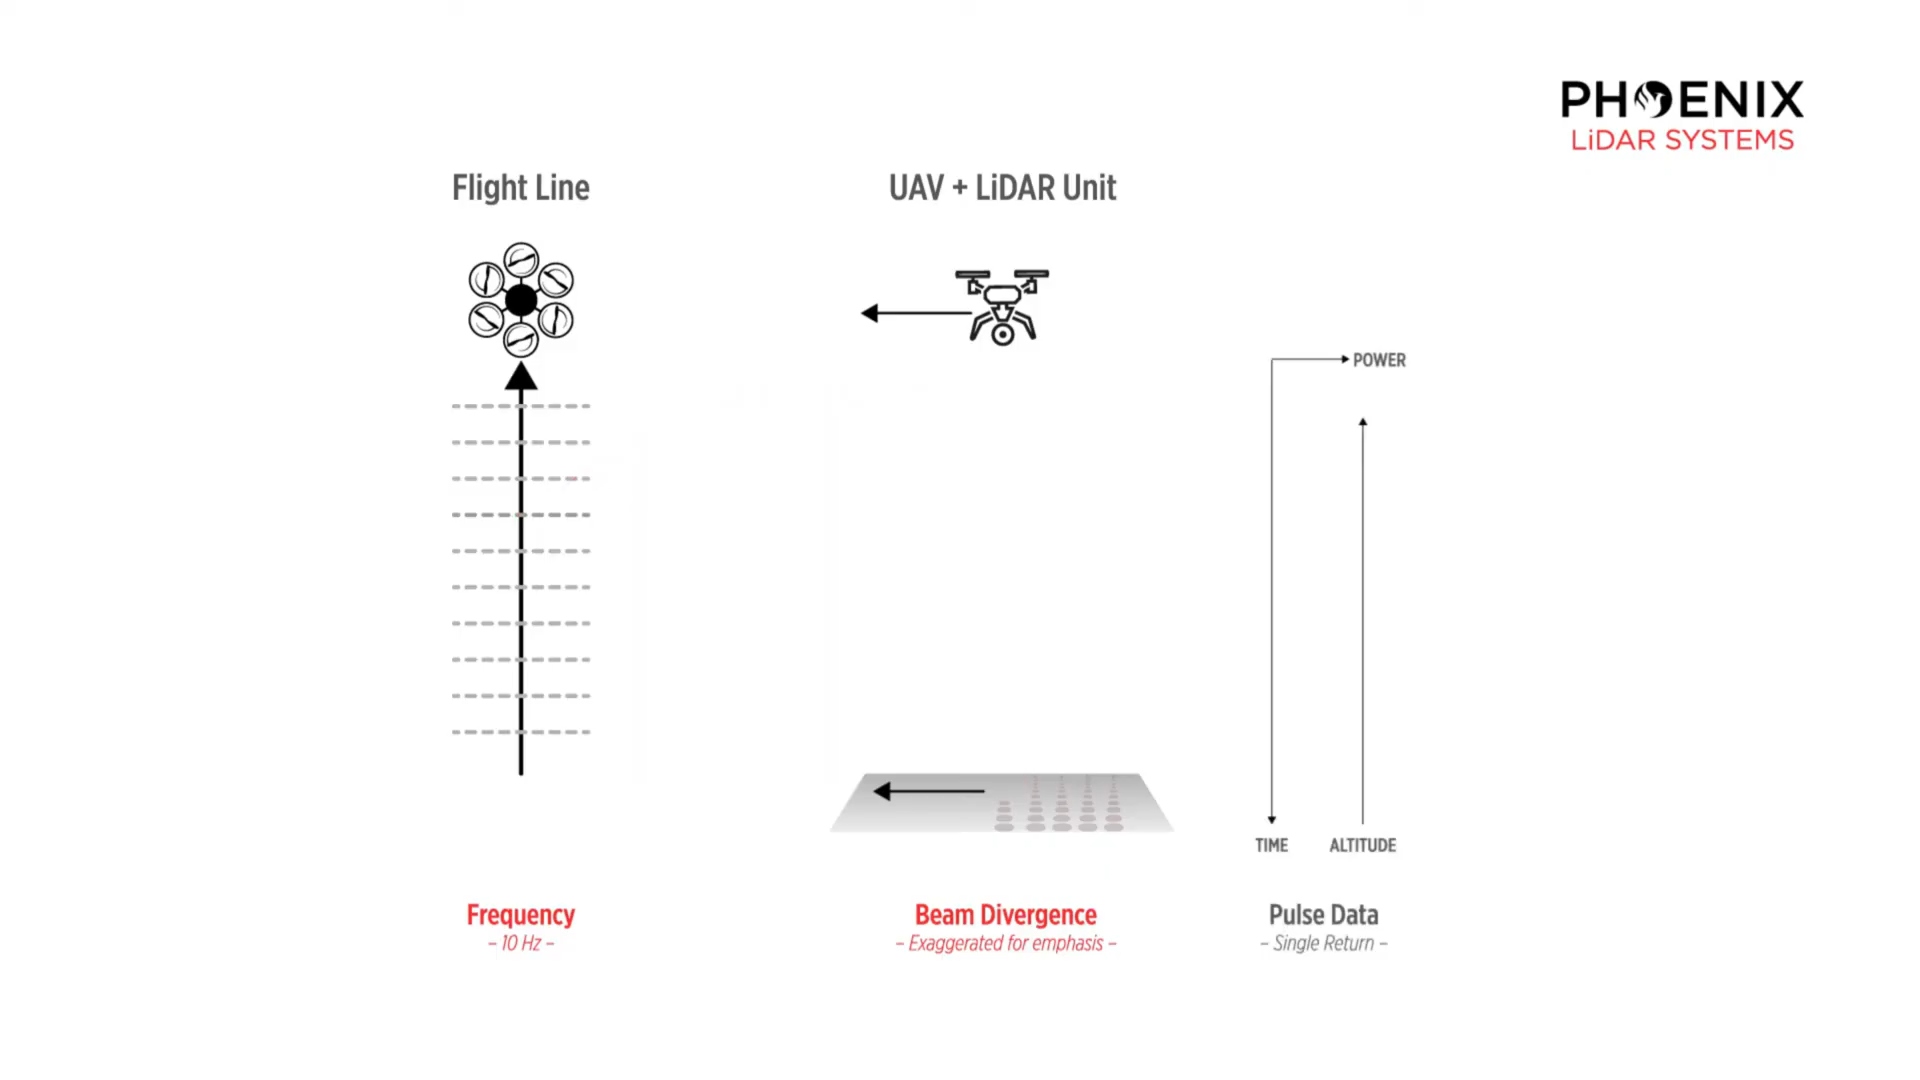 PHOENIX
LiDAR SYSTEMS
Flight Line
UAV + LiDAR Unit
POWER
TIME
ALTITUDE
Frequency
– 10 Hz –
Beam Divergence
– Exaggerated for emphasis –
Pulse Data
– Single Return –